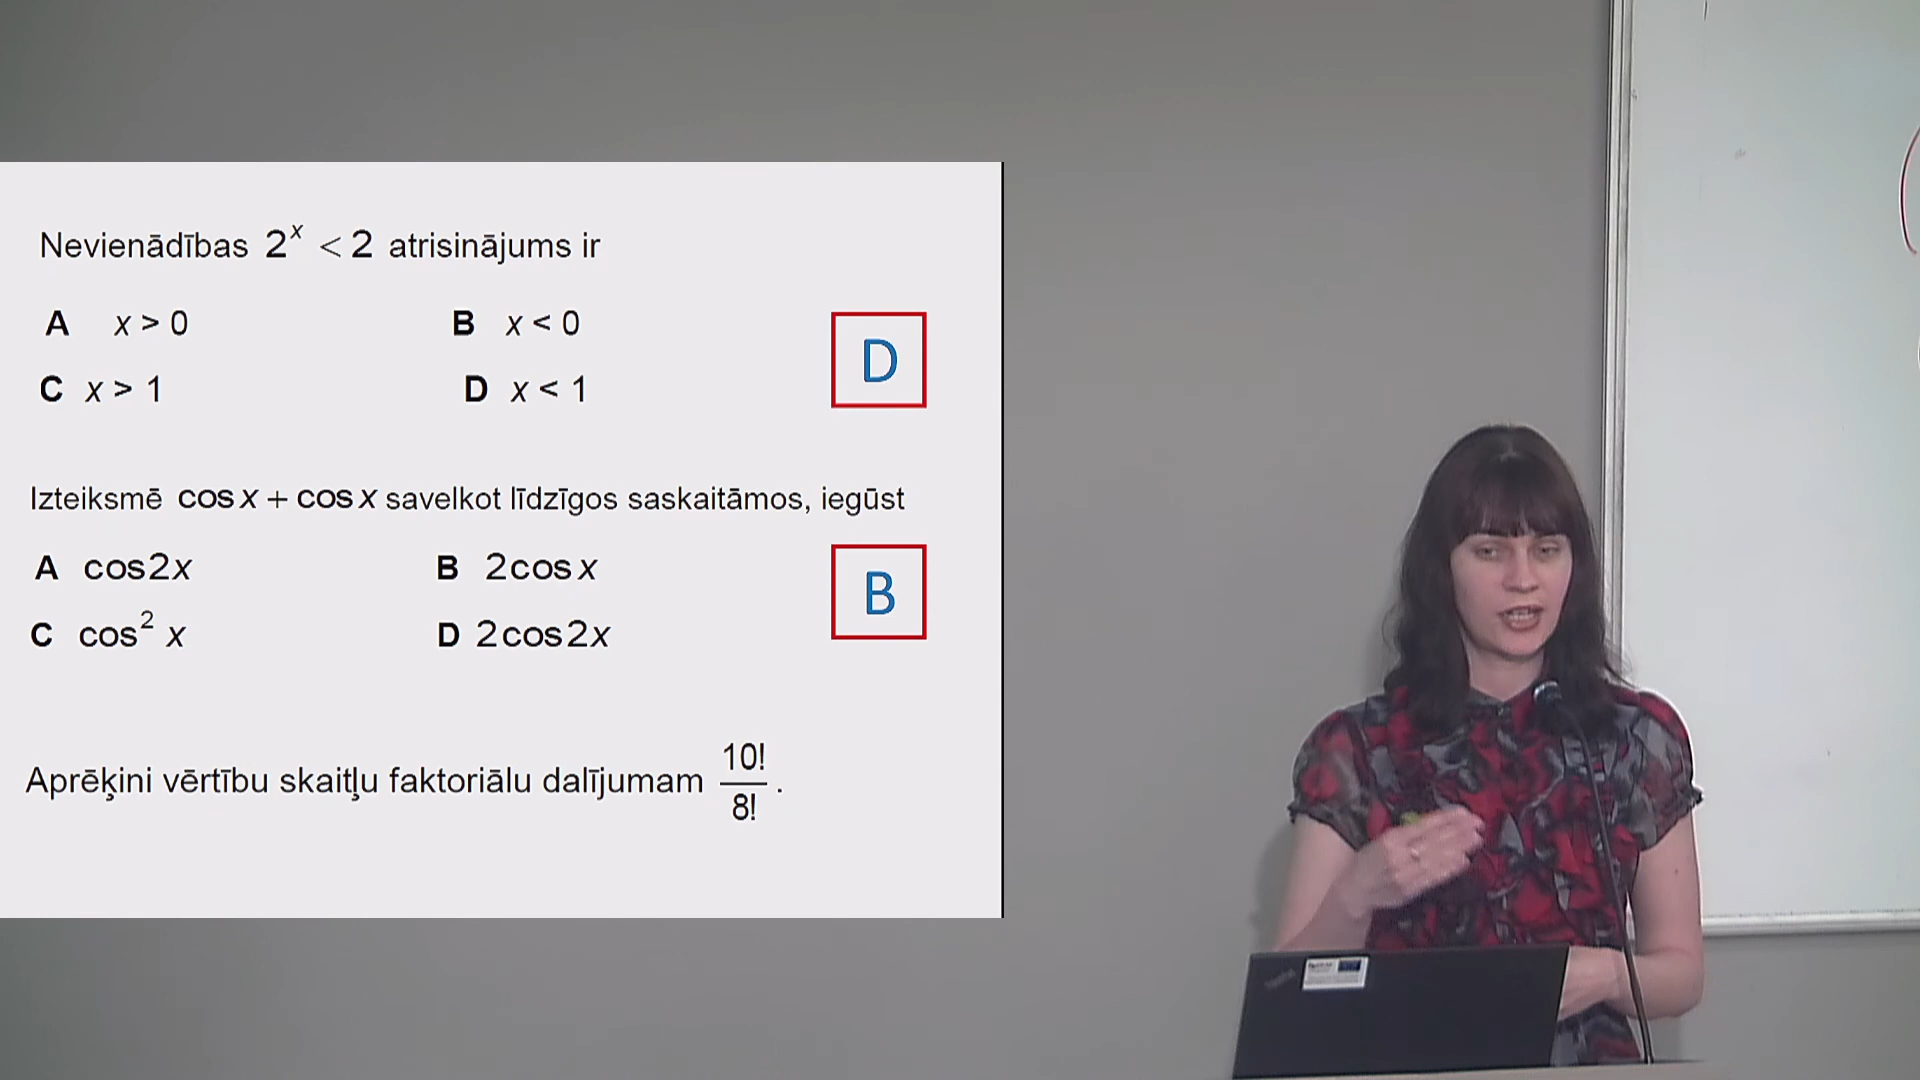 Nevienādības 2ˣ < 2 atrisinājums ir
A x > 0 B x < 0
C x > 1 D x < 1
D
Izteiksmē cos x + cos x savelkot līdzīgos saskaitāmos, iegūst
A cos2x B 2cos x
C cos² x D 2cos2x
B
Aprēķini vērtību skaitļu faktoriālu dalījumam 10!/8! .